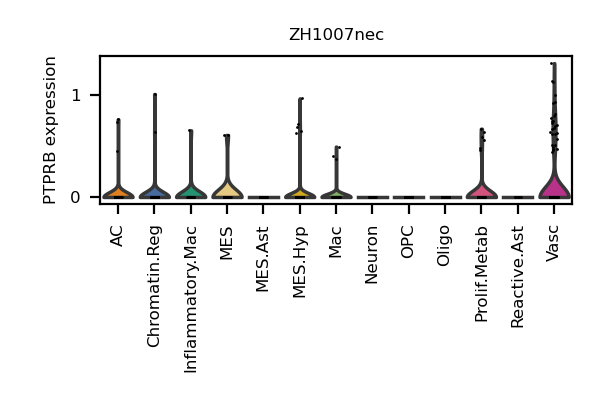 ZH1007nec
PTPRB expression
1
0
AC
Chromatin.Reg
Inflammatory.Mac
MES
MES.Ast
MES.Hyp
Mac
Neuron
OPC
Oligo
Prolif.Metab
Reactive.Ast
Vasc